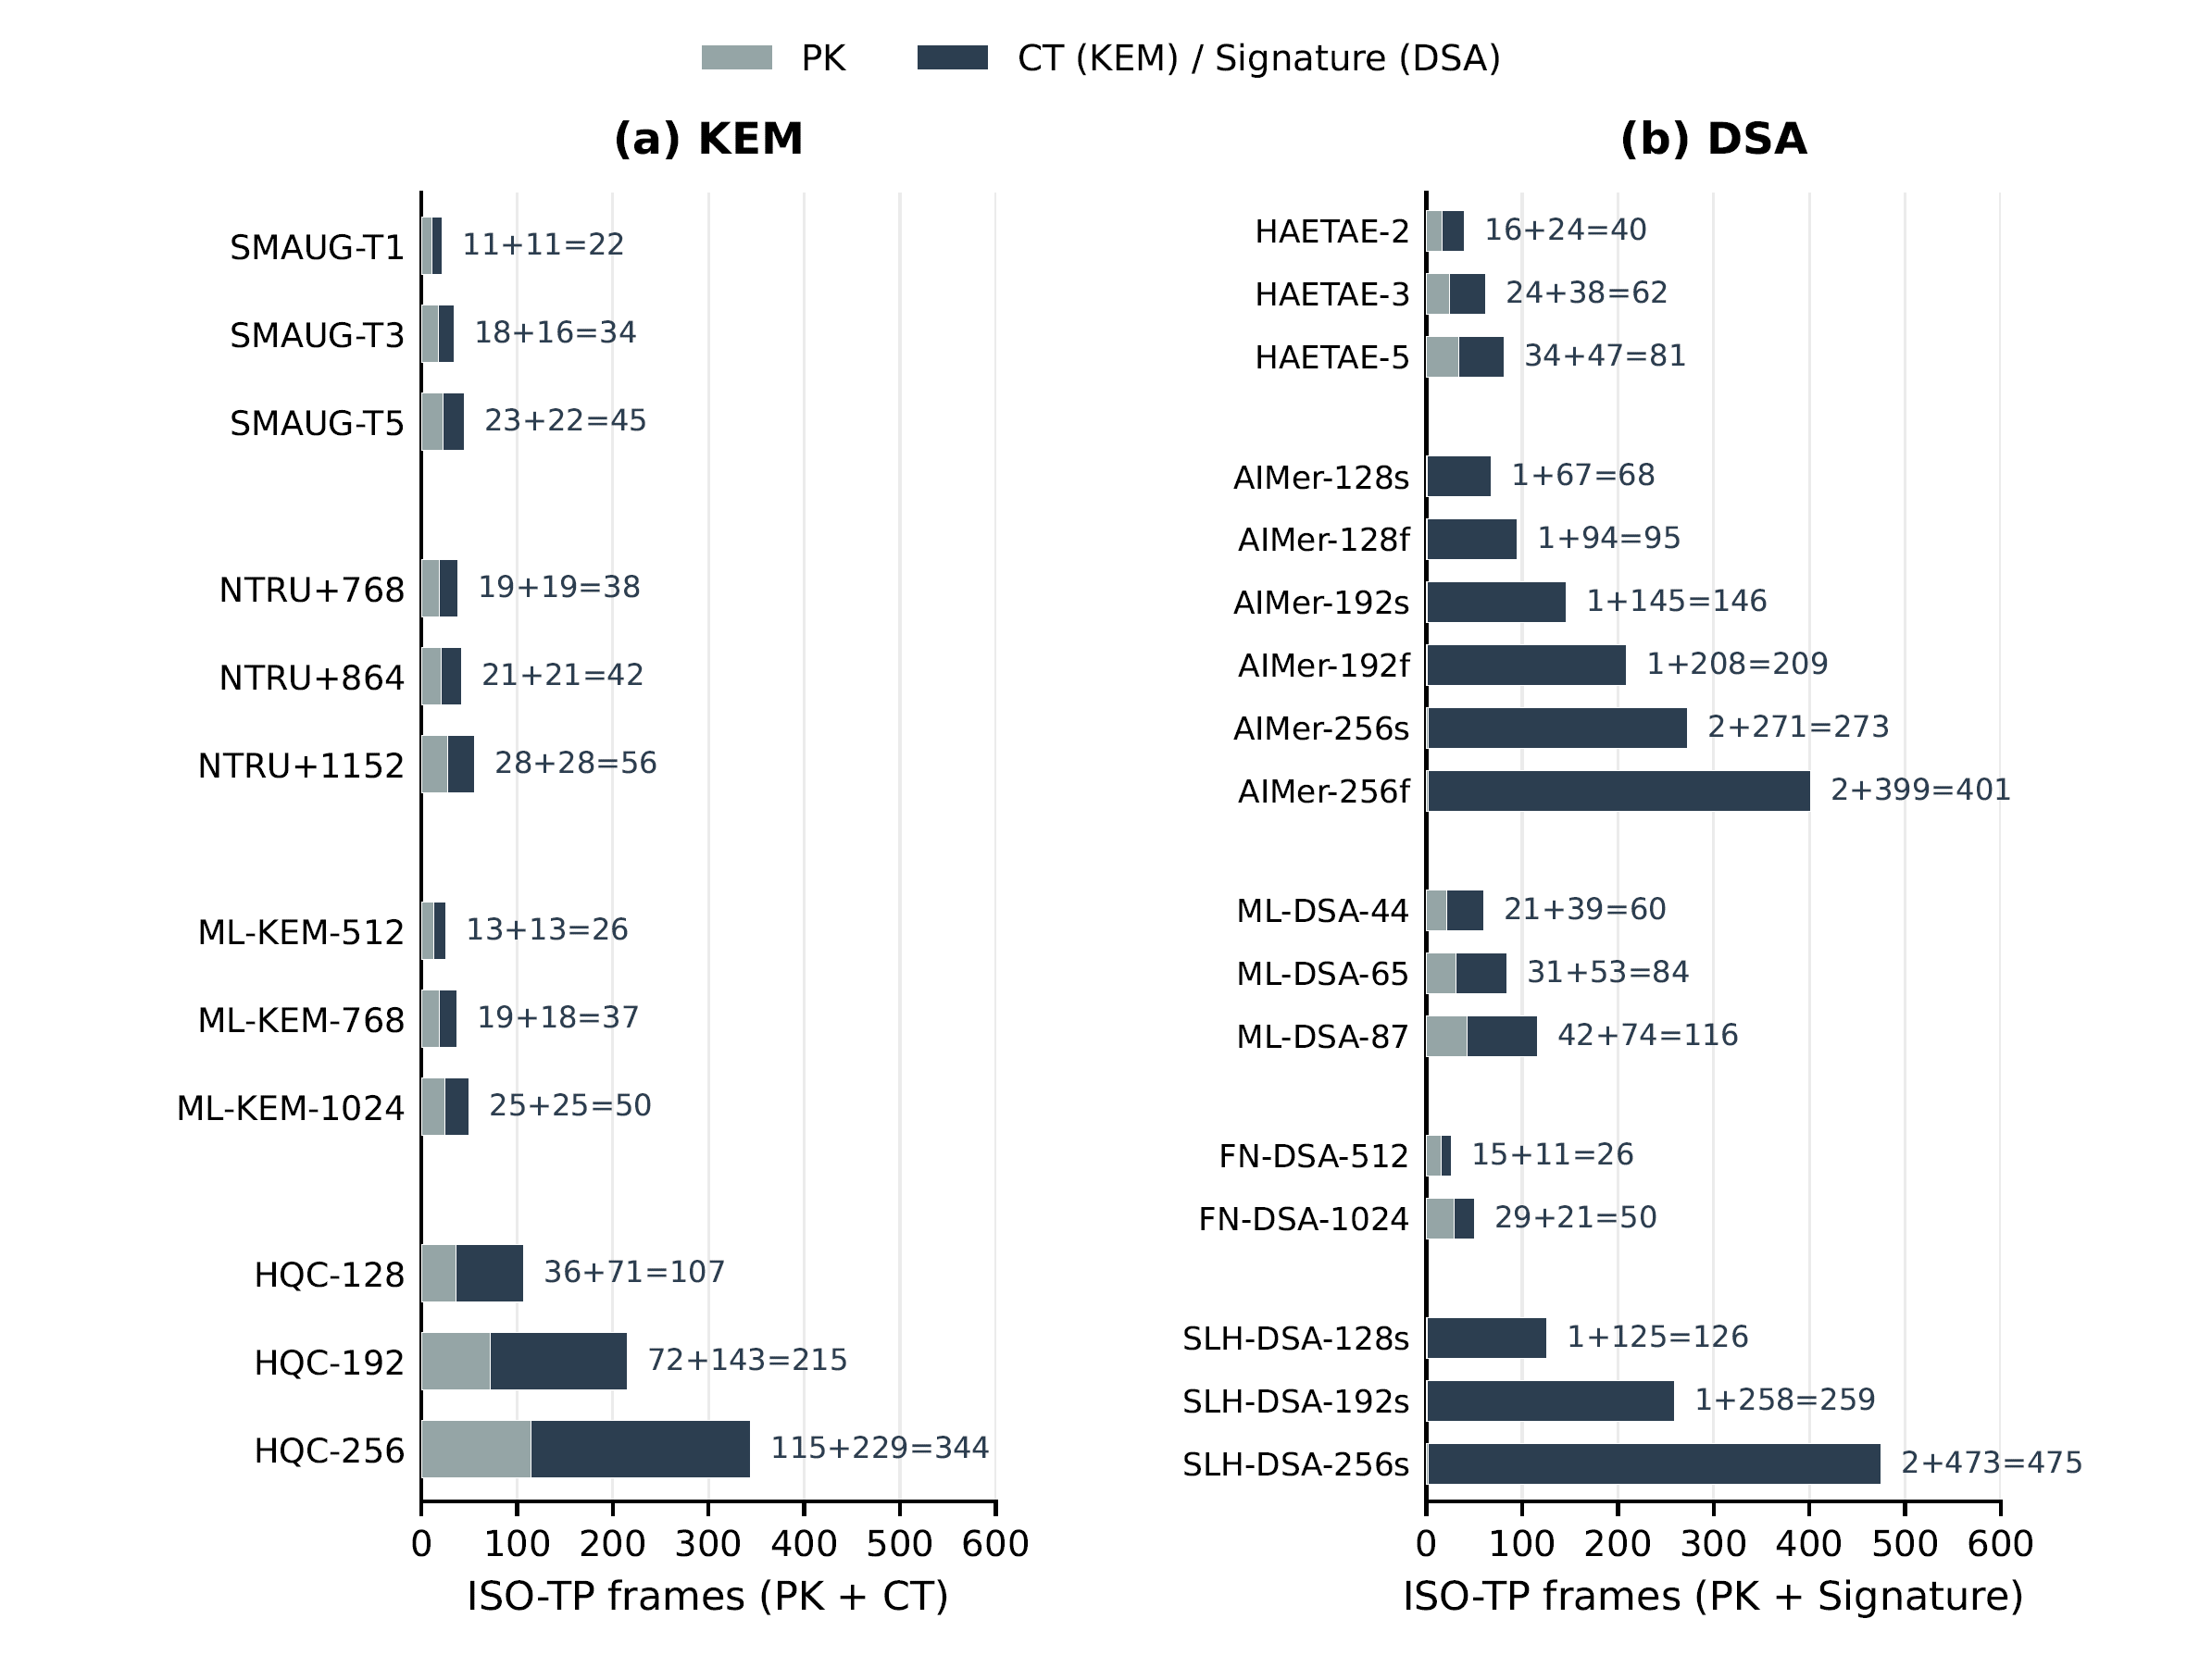 PK
CT (KEM) / Signature (DSA)
(a) KEM
SMAUG-T1 11+11=22
SMAUG-T3 18+16=34
SMAUG-T5 23+22=45
NTRU+768 19+19=38
NTRU+864 21+21=42
NTRU+1152 28+28=56
ML-KEM-512 13+13=26
ML-KEM-768 19+18=37
ML-KEM-1024 25+25=50
HQC-128 36+71=107
HQC-192 72+143=215
HQC-256 115+229=344
0 100 200 300 400 500 600
ISO-TP frames (PK + CT)
(b) DSA
HAETAE-2 16+24=40
HAETAE-3 24+38=62
HAETAE-5 34+47=81
AIMer-128s 1+67=68
AIMer-128f 1+94=95
AIMer-192s 1+145=146
AIMer-192f 1+208=209
AIMer-256s 2+271=273
AIMer-256f 2+399=401
ML-DSA-44 21+39=60
ML-DSA-65 31+53=84
ML-DSA-87 42+74=116
FN-DSA-512 15+11=26
FN-DSA-1024 29+21=50
SLH-DSA-128s 1+125=126
SLH-DSA-192s 1+258=259
SLH-DSA-256s 2+473=475
0 100 200 300 400 500 600
ISO-TP frames (PK + Signature)